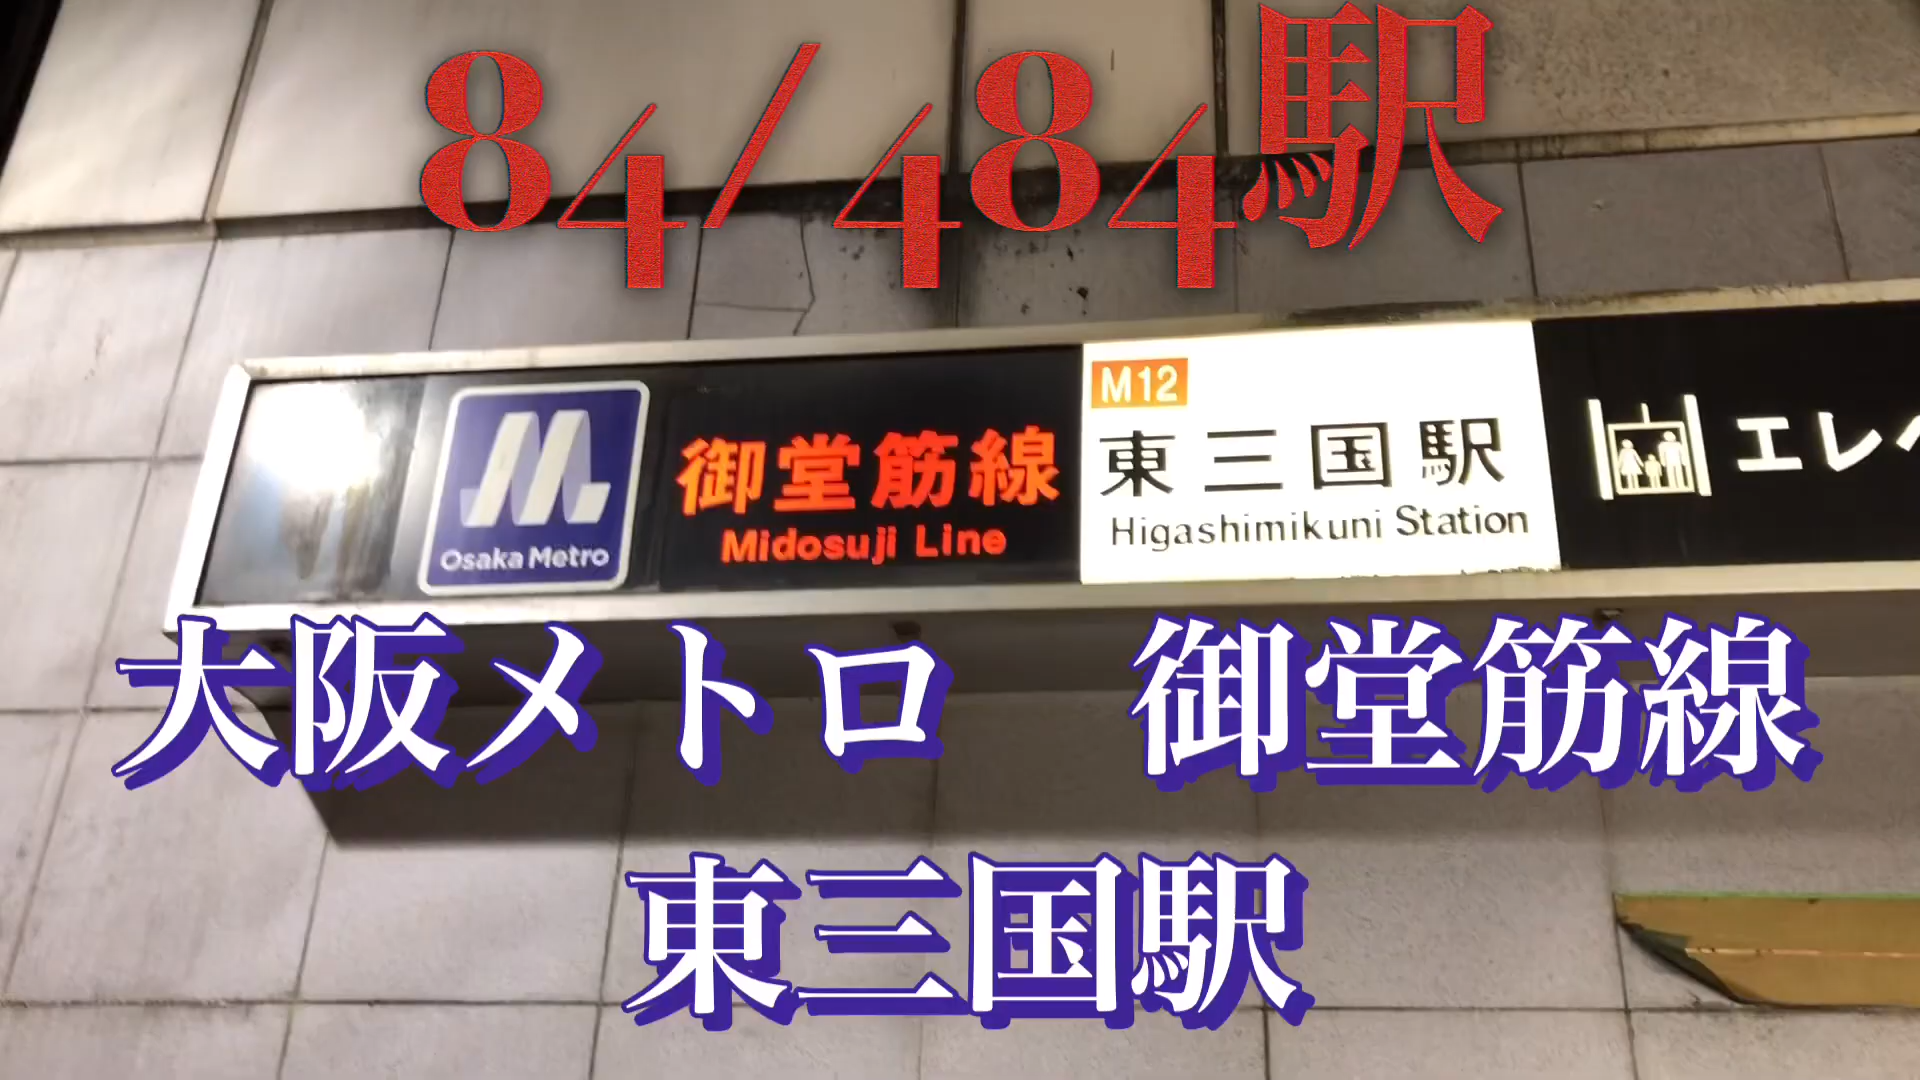 84/484駅
M12
御堂筋線
東三国駅
エレ
Midosuji Line
Higashimikuni Station
Osaka Metro
大阪メトロ 御堂筋線
東三国駅